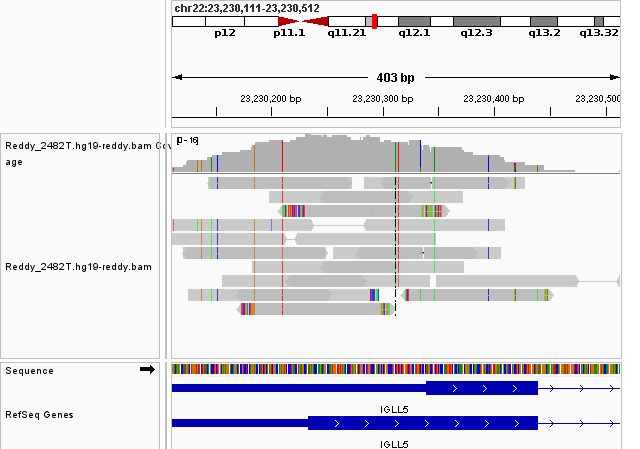 chr22:23,230,111-23,230,512
p12 p11.1 q11.21 q12.1 q12.3 q13.2 q13.32
403 bp
23,230,200 bp 23,230,300 bp 23,230,400 bp 23,230,500
Reddy_2482T.hg19-reddy.bam Cov
age
[0 - 16]
Reddy_2482T.hg19-reddy.bam
Sequence
RefSeq Genes
IGLL5
IGLL5